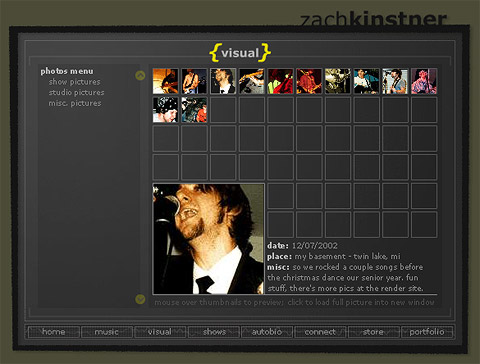 zachkinstner
{visual}
photos menu
show pictures
studio pictures
misc. pictures
date: 12/07/2002
place: my basement - twin lake, mi
misc: so we rocked a couple songs before
the christmas dance our senior year. fun
stuff, there's more pics at the render site.
mouse over thumbnails to preview; click to load full picture into new window
home music visual shows autobio connect store portfolio